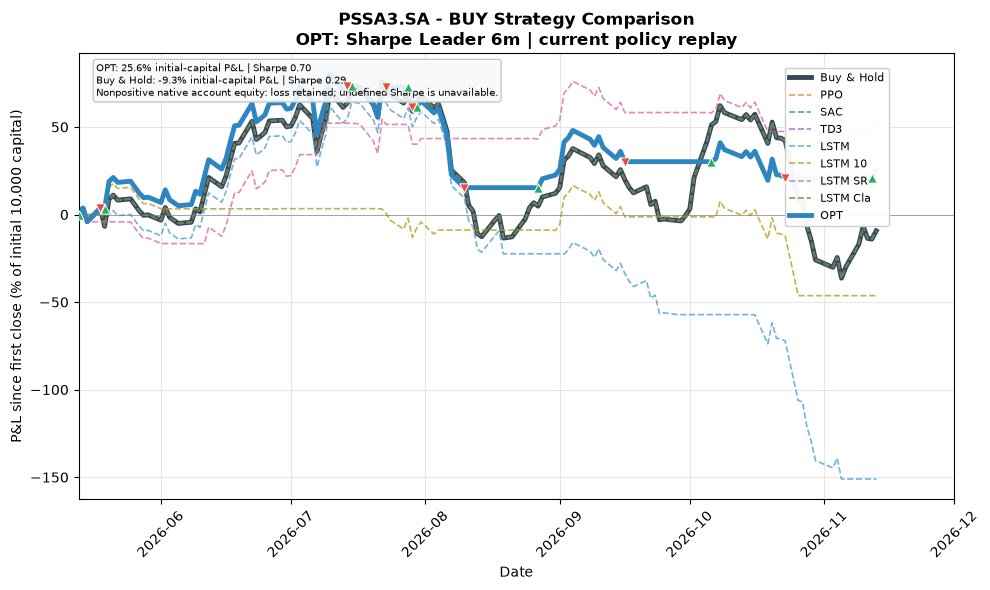 PSSA3.SA - BUY Strategy Comparison
OPT: Sharpe Leader 6m | current policy replay
OPT: 25.6% initial-capital P&L | Sharpe 0.70
Buy & Hold: -9.3% initial-capital P&L | Sharpe 0.29
Nonpositive native account equity: loss retained; undefined Sharpe is unavailable.
Buy & Hold
PPO
SAC
TD3
LSTM
LSTM 10
LSTM SR
LSTM Cla
OPT
P&L since first close (% of initial 10,000 capital)
50
0
−50
−100
−150
2026-06
2026-07
2026-08
2026-09
2026-10
2026-11
2026-12
Date